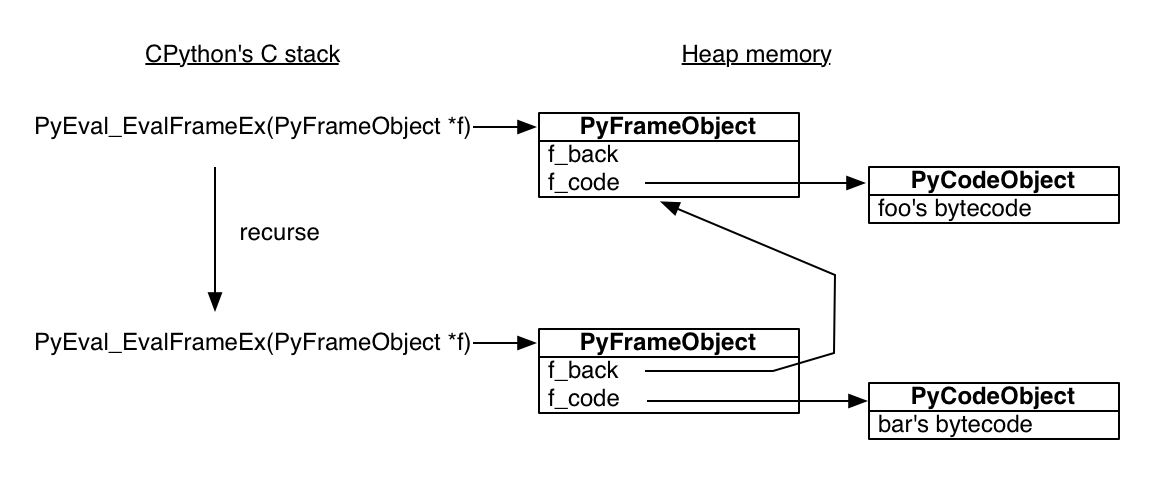 CPython's C stack
Heap memory
PyEval_EvalFrameEx(PyFrameObject *f)
PyFrameObject
f_back
f_code
PyCodeObject
foo's bytecode
recurse
PyEval_EvalFrameEx(PyFrameObject *f)
PyFrameObject
f_back
f_code
PyCodeObject
bar's bytecode